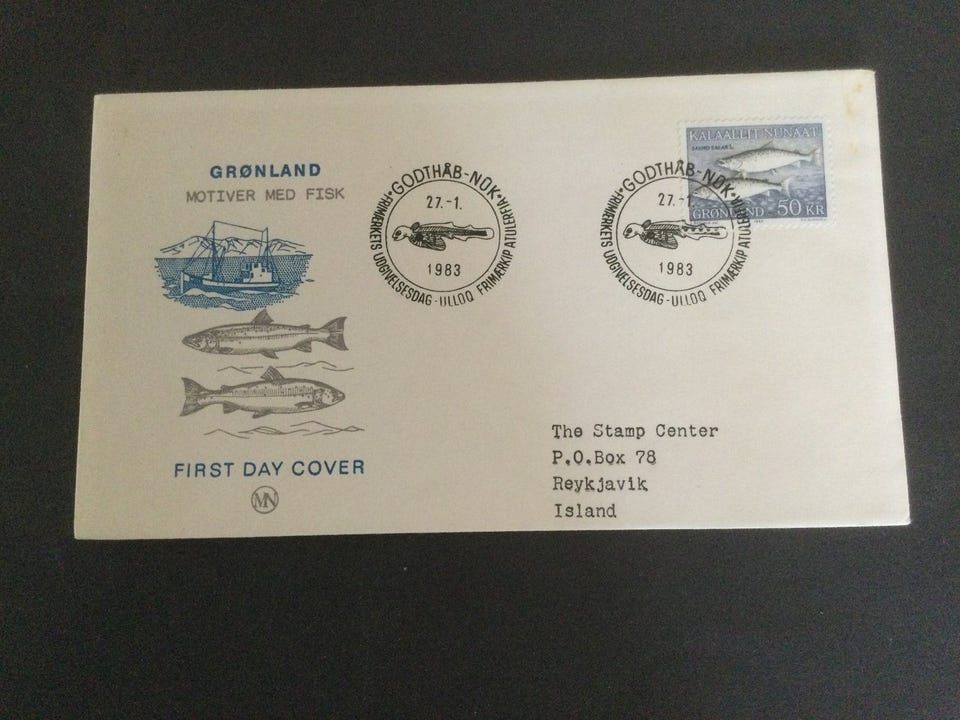 GRØNLAND
MOTIVER MED FISK
FIRST DAY COVER
MN
GODTHÅB-NUK
27.-1.
1983
FRIMÆRKETS UDGIVELSESDAG - ULLOQ FRIMÆRKIP ATULERFIA
GODTHÅB-NUK
27.-1.
1983
FRIMÆRKETS UDGIVELSESDAG - ULLOQ FRIMÆRKIP ATULERFIA
KALAALLIT NUNAAT
SALMO SALAR L.
GRØNLAND 50 KR
The Stamp Center
P.O.Box 78
Reykjavik
Island